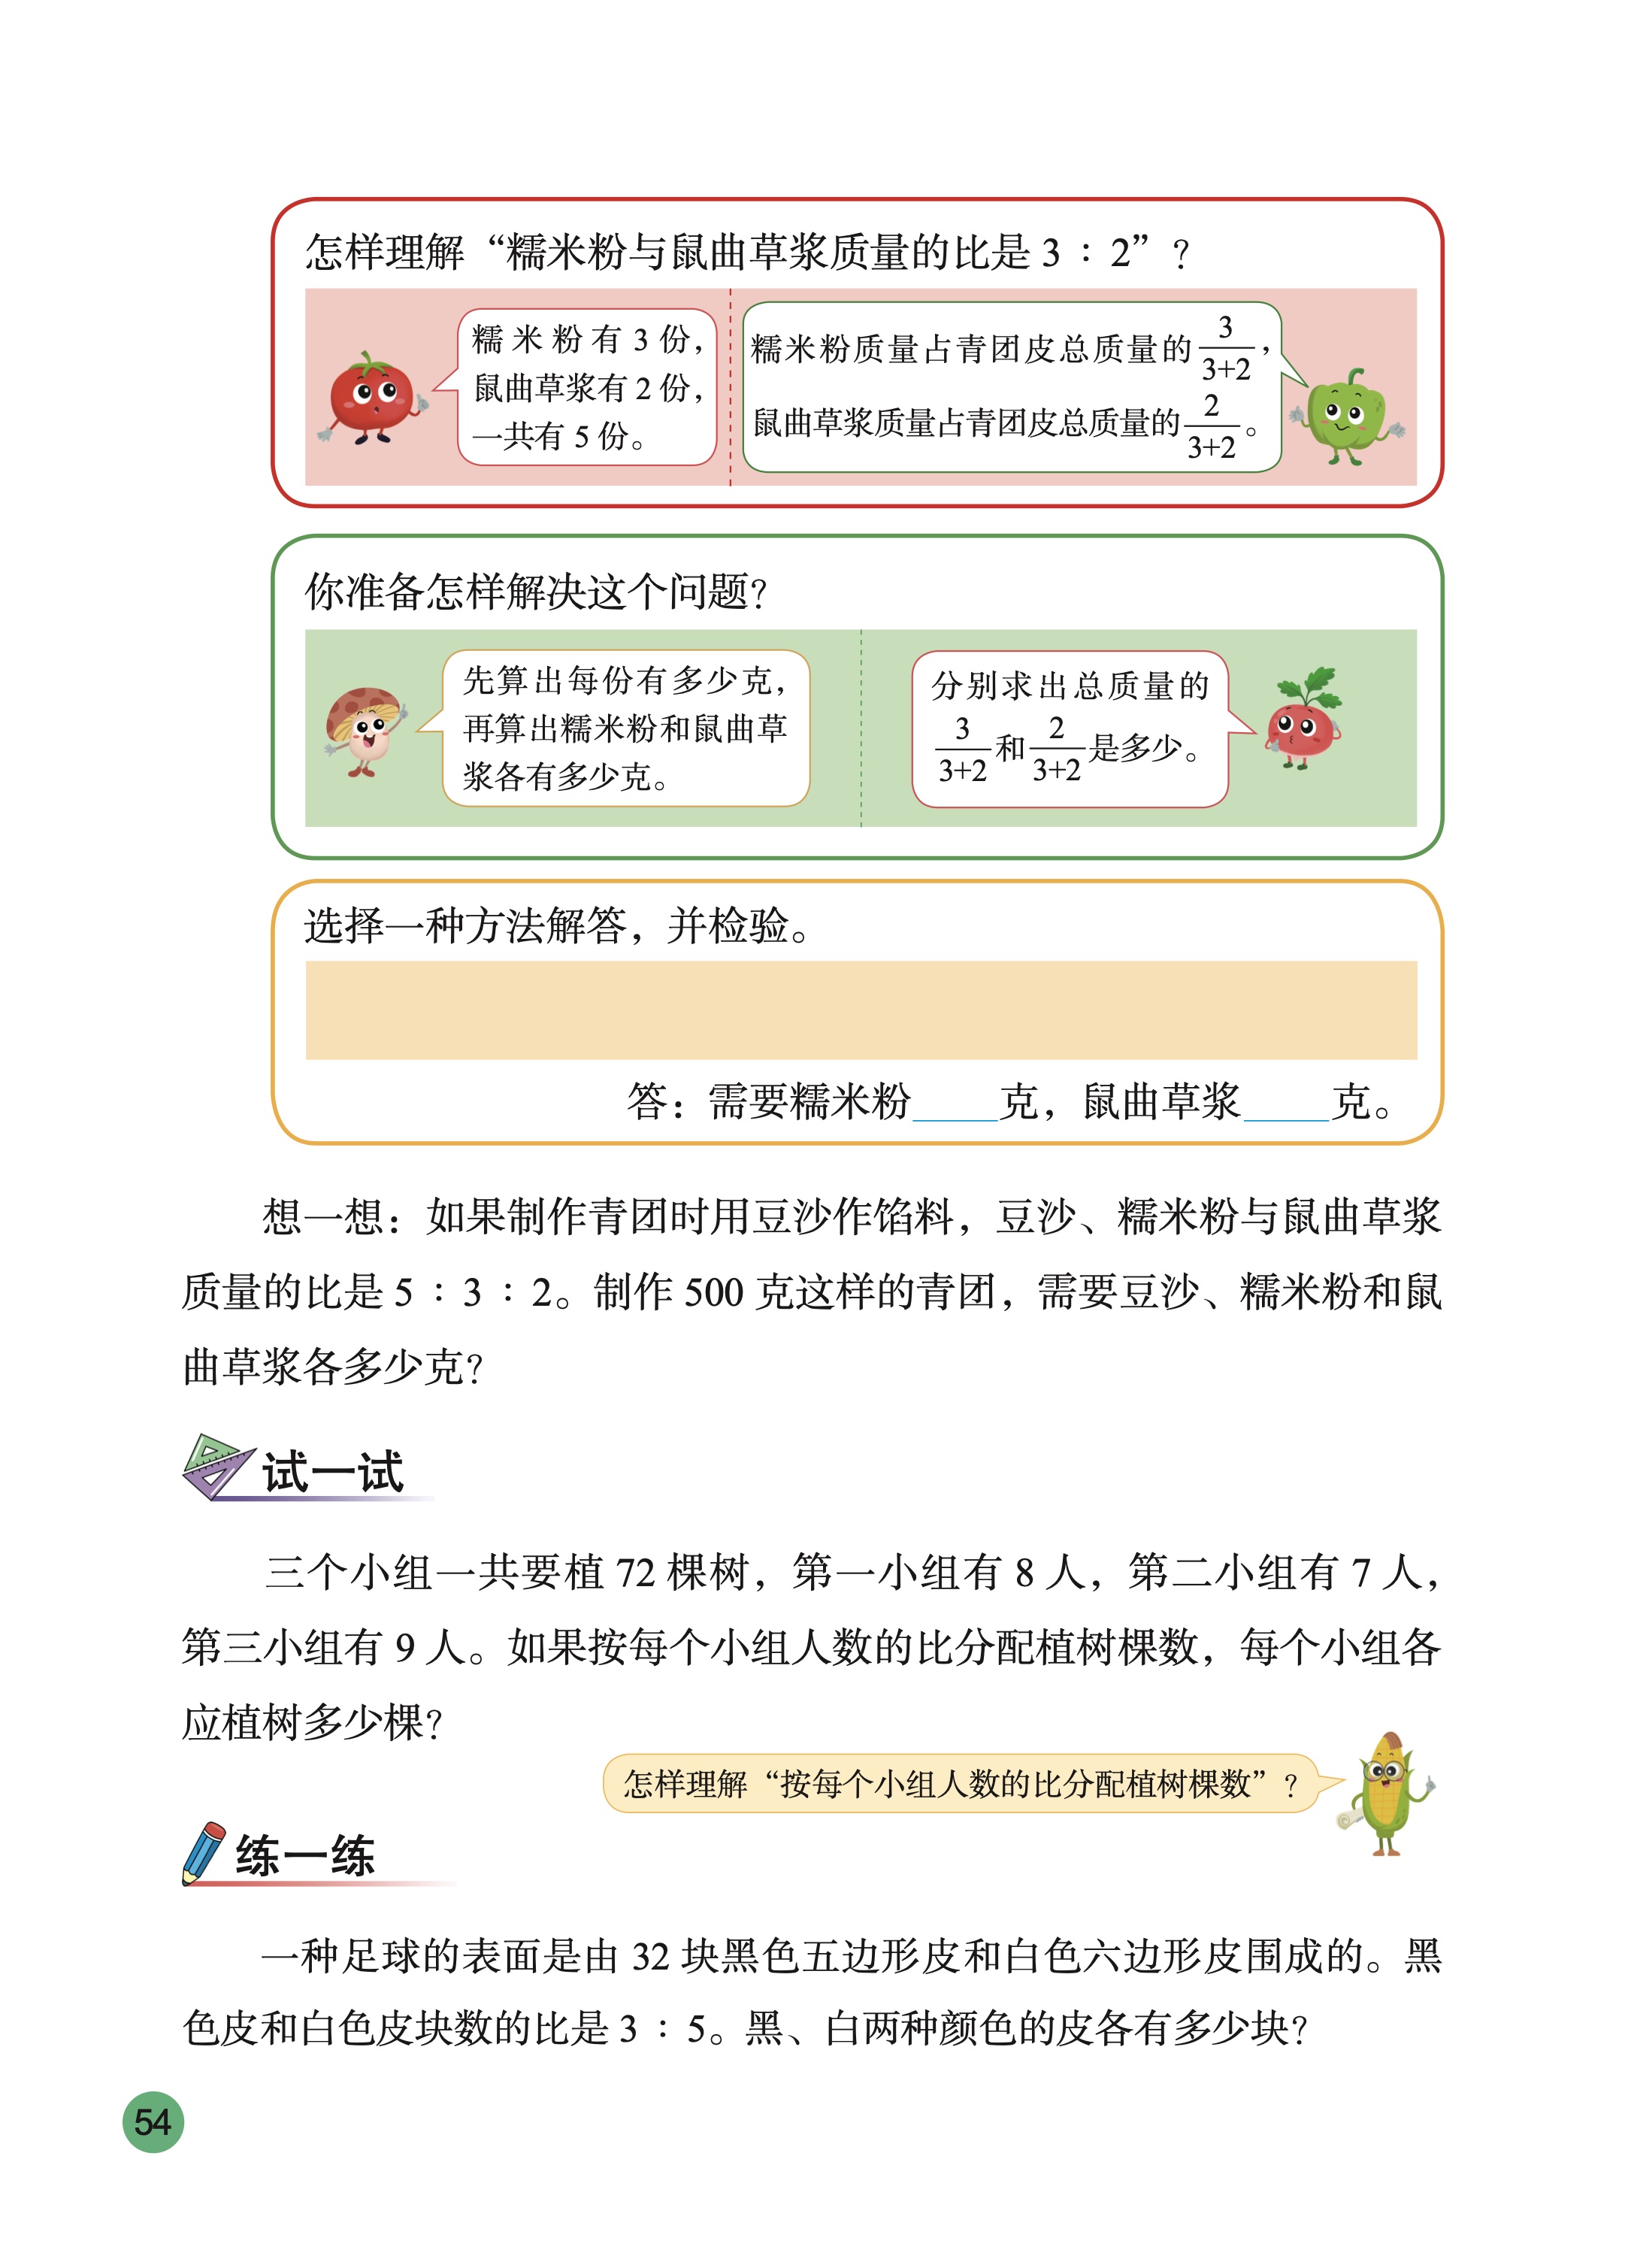 怎样理解“糯米粉与鼠曲草浆质量的比是 3 : 2”？
糯米粉有 3 份，
鼠曲草浆有 2 份，
一共有 5 份。
糯米粉质量占青团皮总质量的 3/(3+2)，
鼠曲草浆质量占青团皮总质量的 2/(3+2)。
你准备怎样解决这个问题？
先算出每份有多少克，
再算出糯米粉和鼠曲草
浆各有多少克。
分别求出总质量的
3/(3+2) 和 2/(3+2) 是多少。
选择一种方法解答，并检验。
答：需要糯米粉____克，鼠曲草浆____克。
想一想：如果制作青团时用豆沙作馅料，豆沙、糯米粉与鼠曲草浆
质量的比是 5 : 3 : 2。制作 500 克这样的青团，需要豆沙、糯米粉和鼠
曲草浆各多少克？
试一试
三个小组一共要植 72 棵树，第一小组有 8 人，第二小组有 7 人，
第三小组有 9 人。如果按每个小组人数的比分配植树棵数，每个小组各
应植树多少棵？
怎样理解“按每个小组人数的比分配植树棵数”？
练一练
一种足球的表面是由 32 块黑色五边形皮和白色六边形皮围成的。黑
色皮和白色皮块数的比是 3 : 5。黑、白两种颜色的皮各有多少块？
54